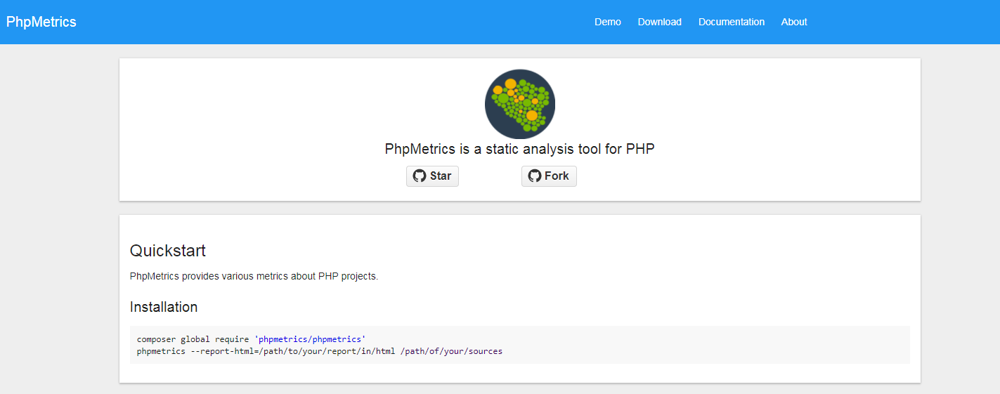 PhpMetrics
Demo Download Documentation About
PhpMetrics is a static analysis tool for PHP
Star Fork
Quickstart
PhpMetrics provides various metrics about PHP projects.
Installation
composer global require 'phpmetrics/phpmetrics'
phpmetrics --report-html=/path/to/your/report/in/html /path/of/your/sources